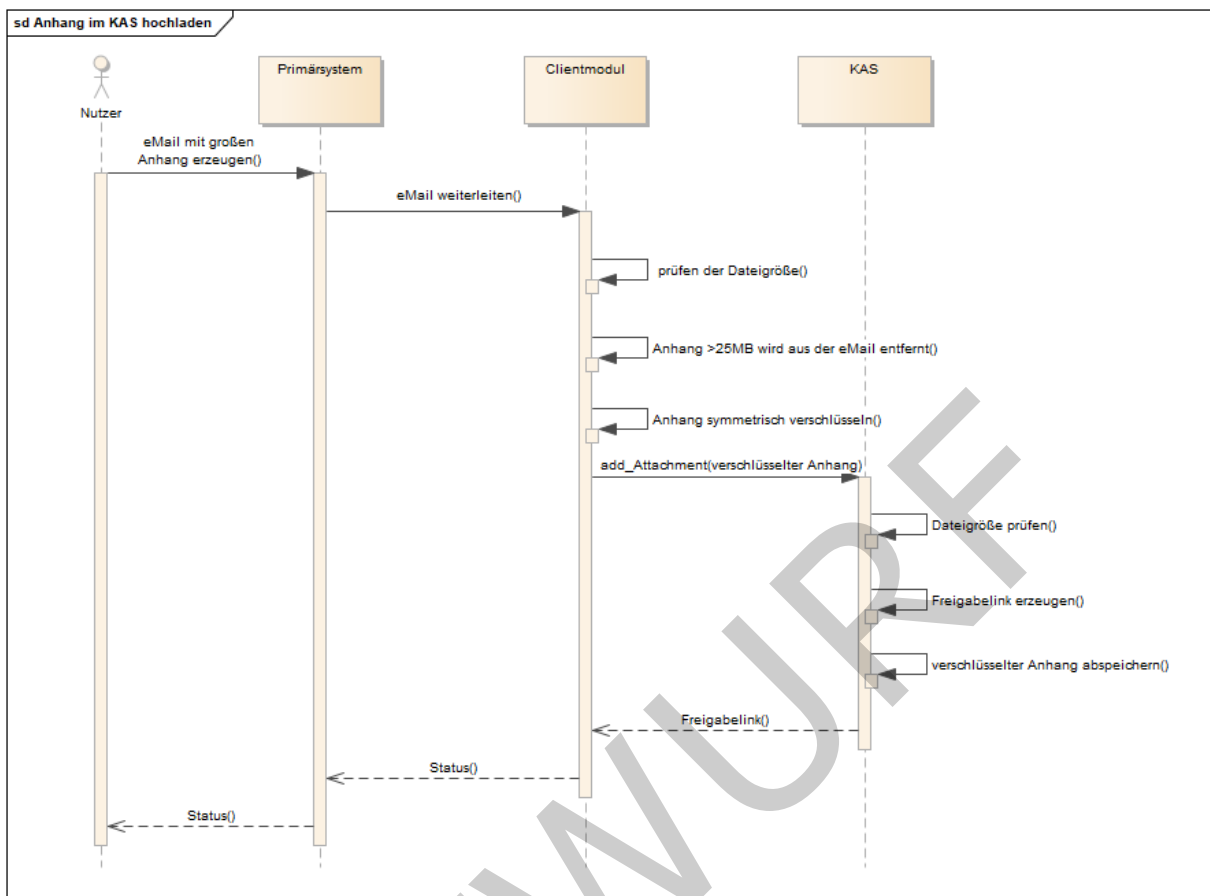 sd Anhang im KAS hochladen
Nutzer
Primärsystem
Clientmodul
KAS
eMail mit großen
Anhang erzeugen()
eMail weiterleiten()
prüfen der Dateigröße()
Anhang >25MB wird aus der eMail entfernt()
Anhang symmetrisch verschlüsseln()
add_Attachment(verschlüsselter Anhang)
Dateigröße prüfen()
Freigabelink erzeugen()
verschlüsselter Anhang abspeichern()
Freigabelink()
Status()
Status()
WURF